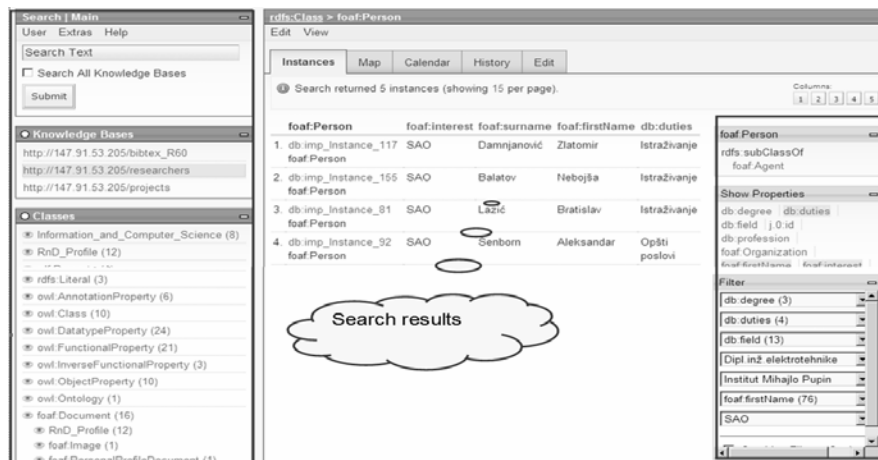 Search | Main
User Extras Help
Search Text
Search All Knowledge Bases
Submit
Knowledge Bases
http://147.91.53.205/bibtex_R60
http://147.91.53.205/researchers
http://147.91.53.205/projects
Classes
Information_and_Computer_Science (8)
RnD_Profile (12)
rdfs:Literal (3)
owl:AnnotationProperty (6)
owl:Class (10)
owl:DatatypeProperty (24)
owl:FunctionalProperty (21)
owl:InverseFunctionalProperty (3)
owl:ObjectProperty (10)
owl:Ontology (1)
foaf:Document (16)
RnD_Profile (12)
foaf:Image (1)
foaf:PersonalProfileDocument (1)
rdfs:Class > foaf:Person
Edit View
Instances Map Calendar History Edit
Search returned 5 instances (showing 15 per page).
Columns:
1 2 3 4 5
foaf:Person foaf:interest foaf:surname foaf:firstName db:duties
1. db:imp_Instance_117 SAO Damnjanović Zlatomir Istraživanje
foaf:Person
2. db:imp_Instance_155 SAO Balatov Nebojša Istraživanje
foaf:Person
3. db:imp_Instance_81 SAO Lazić Bratislav Istraživanje
foaf:Person
4. db:imp_Instance_92 SAO Senborn Aleksandar Opšti
foaf:Person poslovi
Search results
foaf:Person
rdfs:subClassOf
foaf:Agent
Show Properties
db:degree db:duties
db:field j.0:id
db:profession
foaf:Organization
foaf:firstName foaf:interest
Filter
db:degree (3)
db:duties (4)
db:field (13)
Dipl.inž.elektrotehnike
Institut Mihajlo Pupin
foaf:firstName (76)
SAO